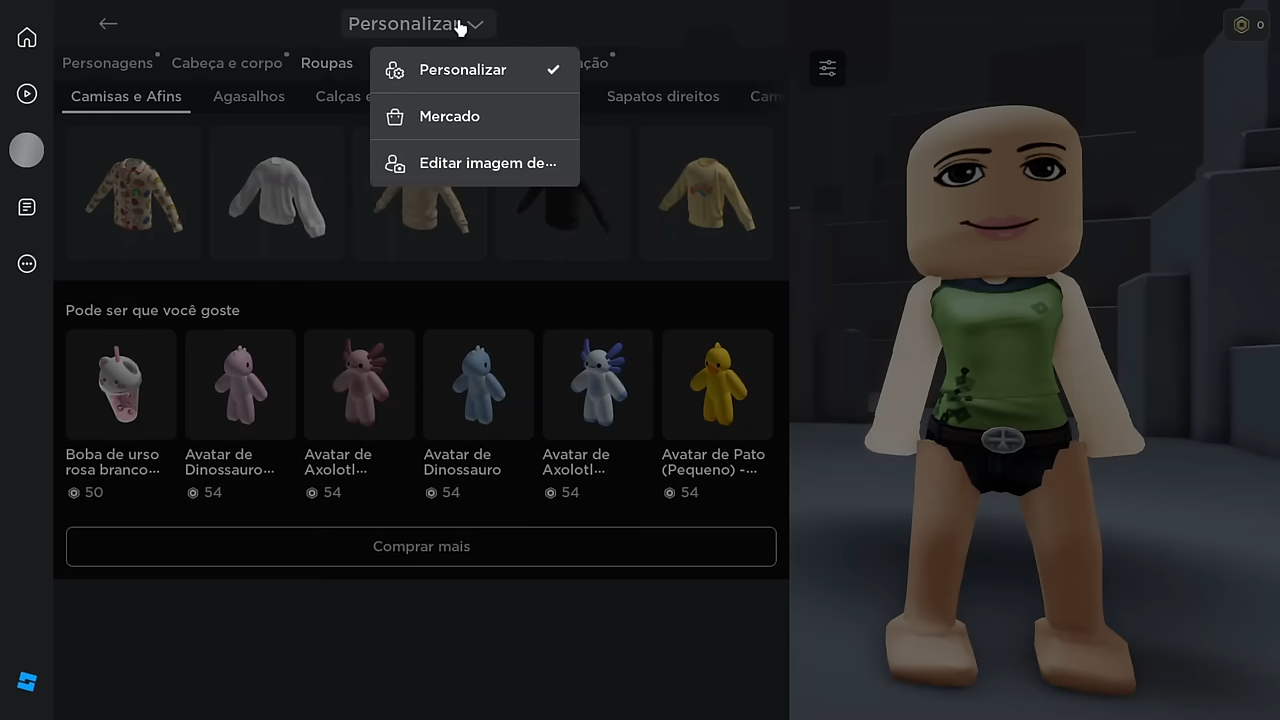 Personalizar
0
Personagens
Cabeça e corpo
Roupas
ação
Camisas e Afins
Agasalhos
Calças e
Sapatos direitos
Cam
Personalizar
Mercado
Editar imagem de...
Pode ser que você goste
Boba de urso
rosa branco...
50
Avatar de
Dinossauro...
54
Avatar de
Axolotl...
54
Avatar de
Dinossauro
54
Avatar de
Axolotl...
54
Avatar de Pato
(Pequeno) -...
54
Comprar mais